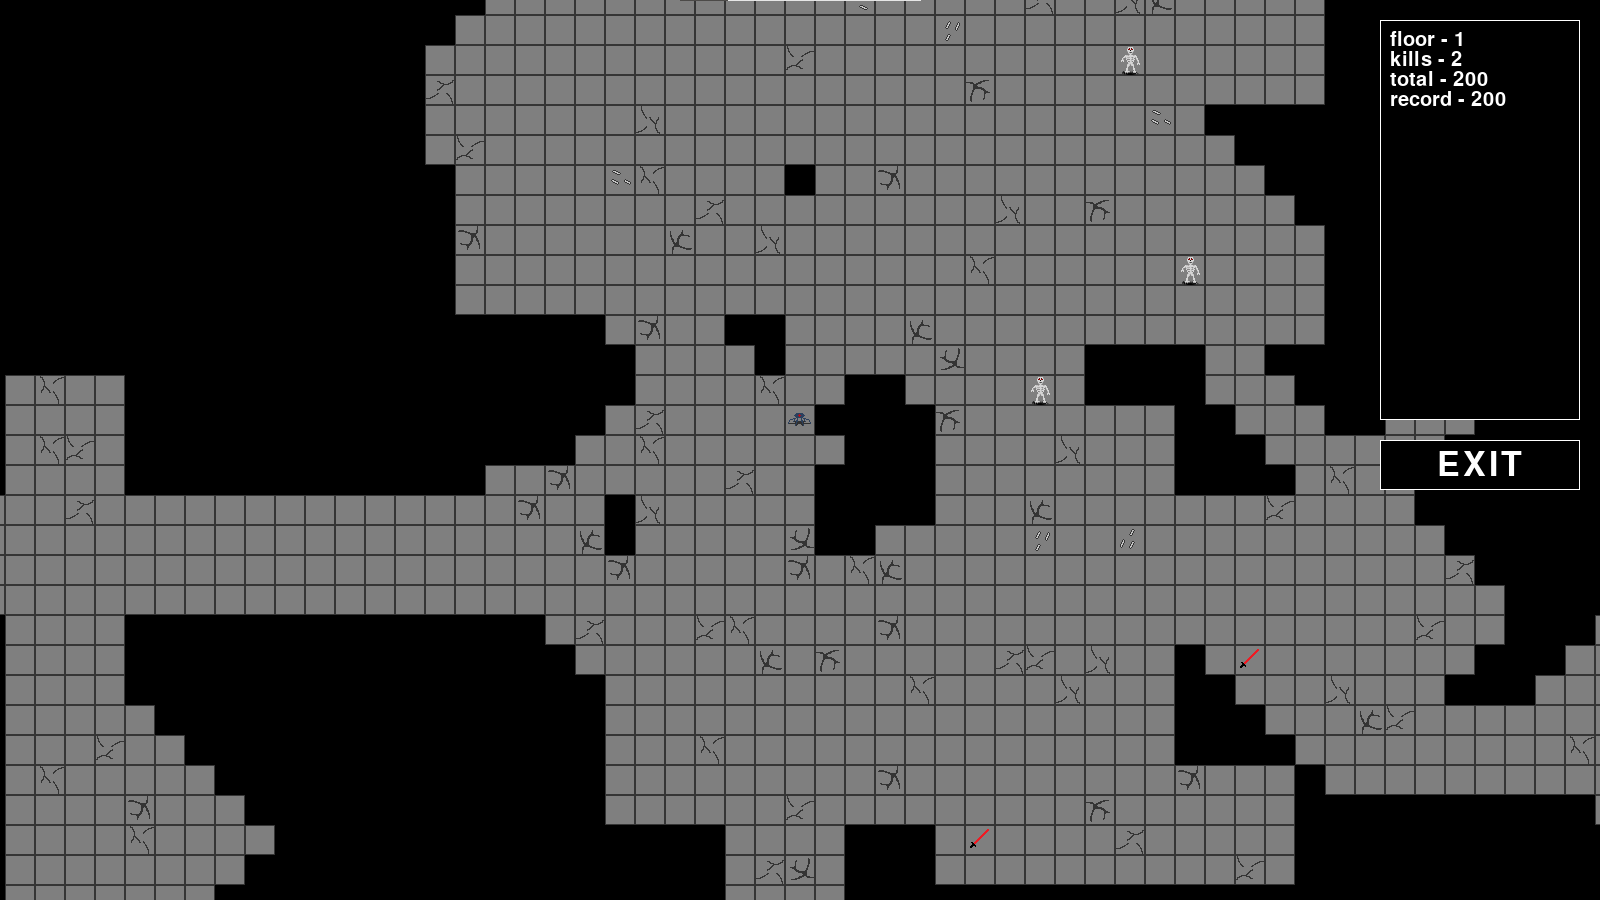 floor - 1
kills - 2
total - 200
record - 200
EXIT